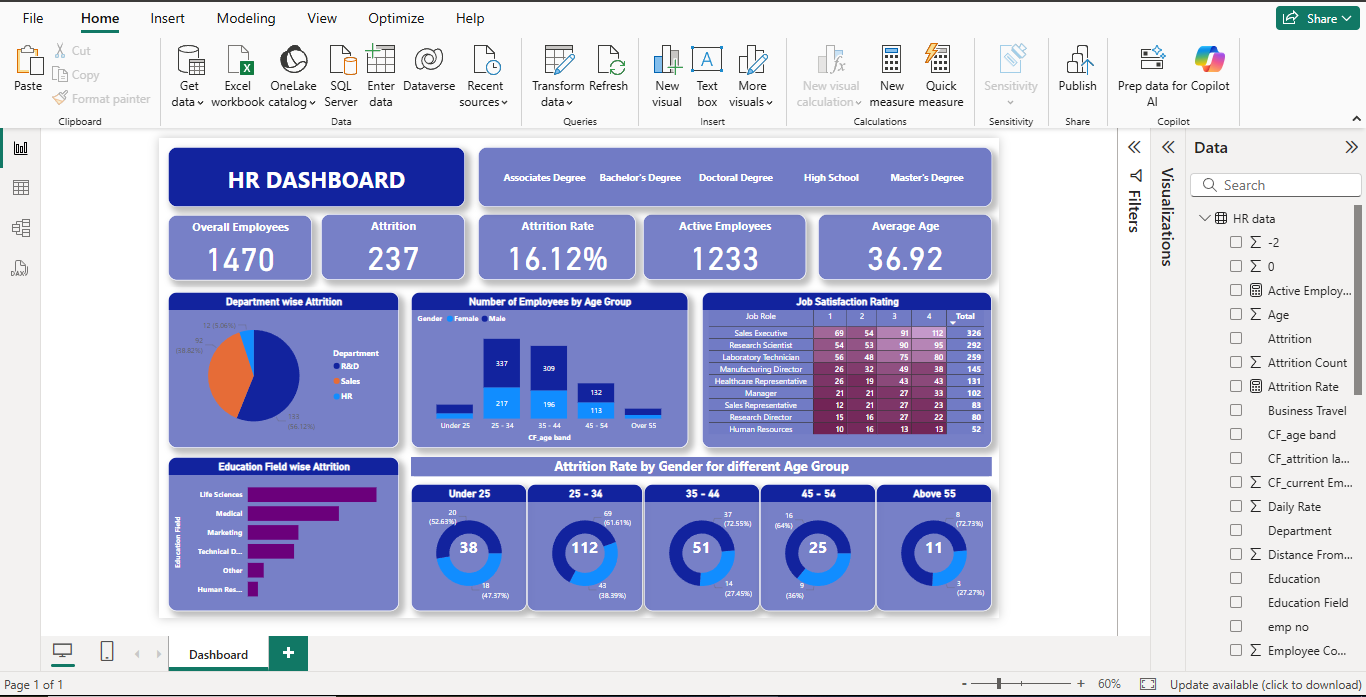 File Home Insert Modeling View Optimize Help Share
Paste
Cut
Copy
Format painter
Clipboard
Get data
Excel workbook
OneLake catalog
SQL Server
Enter data
Dataverse
Recent sources
Data
Transform data
Refresh
Queries
New visual
Text box
More visuals
Insert
New visual calculation
New measure
Quick measure
Calculations
Sensitivity
Sensitivity
Publish
Share
Prep data for AI
Copilot
Copilot
HR DASHBOARD
Associates Degree Bachelor's Degree Doctoral Degree High School Master's Degree
Overall Employees
1470
Attrition
237
Attrition Rate
16.12%
Active Employees
1233
Average Age
36.92
Department wise Attrition
12 (5.06%)
92
(38.82%)
133
(56.12%)
Department
R&D
Sales
HR
Number of Employees by Age Group
Gender Female Male
337
217
309
196
132
113
Under 25 25 - 34 35 - 44 45 - 54 Over 55
CF_age band
Job Satisfaction Rating
Job Role 1 2 3 4 Total
Sales Executive 69 54 91 112 326
Research Scientist 54 53 90 95 292
Laboratory Technician 56 48 75 80 259
Manufacturing Director 26 32 49 38 145
Healthcare Representative 26 19 43 43 131
Manager 21 21 27 33 102
Sales Representative 12 21 27 23 83
Research Director 15 16 27 22 80
Human Resources 10 16 13 13 52
Education Field wise Attrition
Education Field
Life Sciences
Medical
Marketing
Technical D...
Other
Human Res...
Attrition Rate by Gender for different Age Group
Under 25
20
(52.63%)
38
18
(47.37%)
25 - 34
69
(61.61%)
112
43
(38.39%)
35 - 44
37
(72.55%)
51
14
(27.45%)
45 - 54
16
(64%)
25
9
(36%)
Above 55
8
(72.73%)
11
3
(27.27%)
Filters
Visualizations
Data
Search
HR data
-2
0
Active Employ...
Age
Attrition
Attrition Count
Attrition Rate
Business Travel
CF_age band
CF_attrition la...
CF_current Em...
Daily Rate
Department
Distance From...
Education
Education Field
emp no
Employee Co...
Dashboard
Page 1 of 1
60%
Update available (click to download)